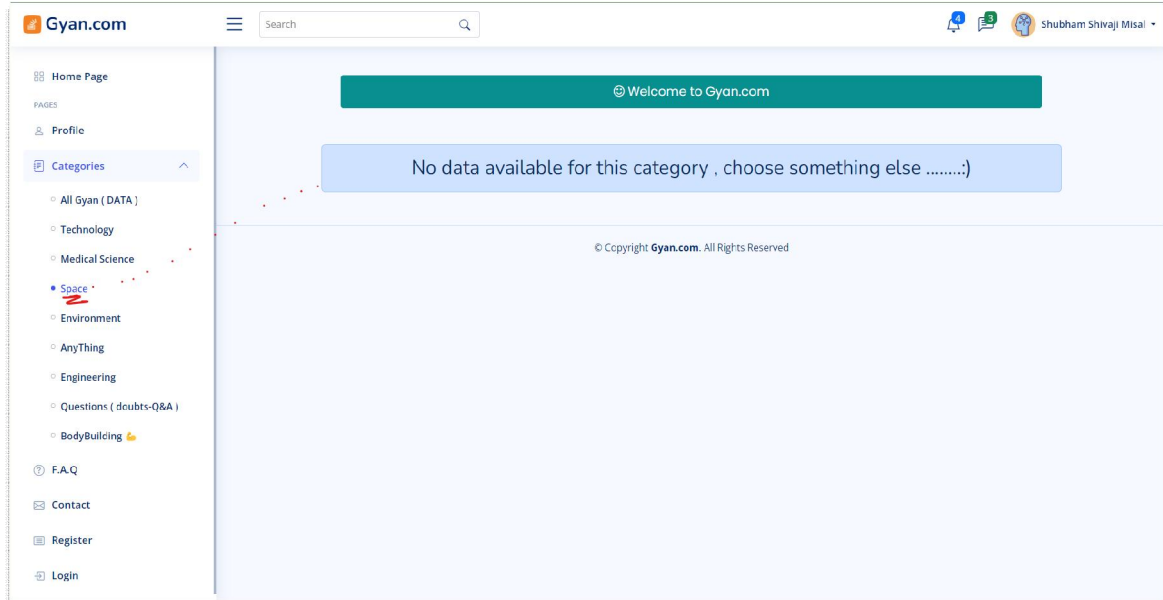 Gyan.com
Search
4
3
Shubham Shivaji Misal
Home Page
PAGES
Profile
Categories
All Gyan ( DATA )
Technology
Medical Science
Space
Environment
AnyThing
Engineering
Questions ( doubts-Q&A )
BodyBuilding 💪
F.A.Q
Contact
Register
Login
☺ Welcome to Gyan.com
No data available for this category , choose something else ........:)
© Copyright Gyan.com. All Rights Reserved